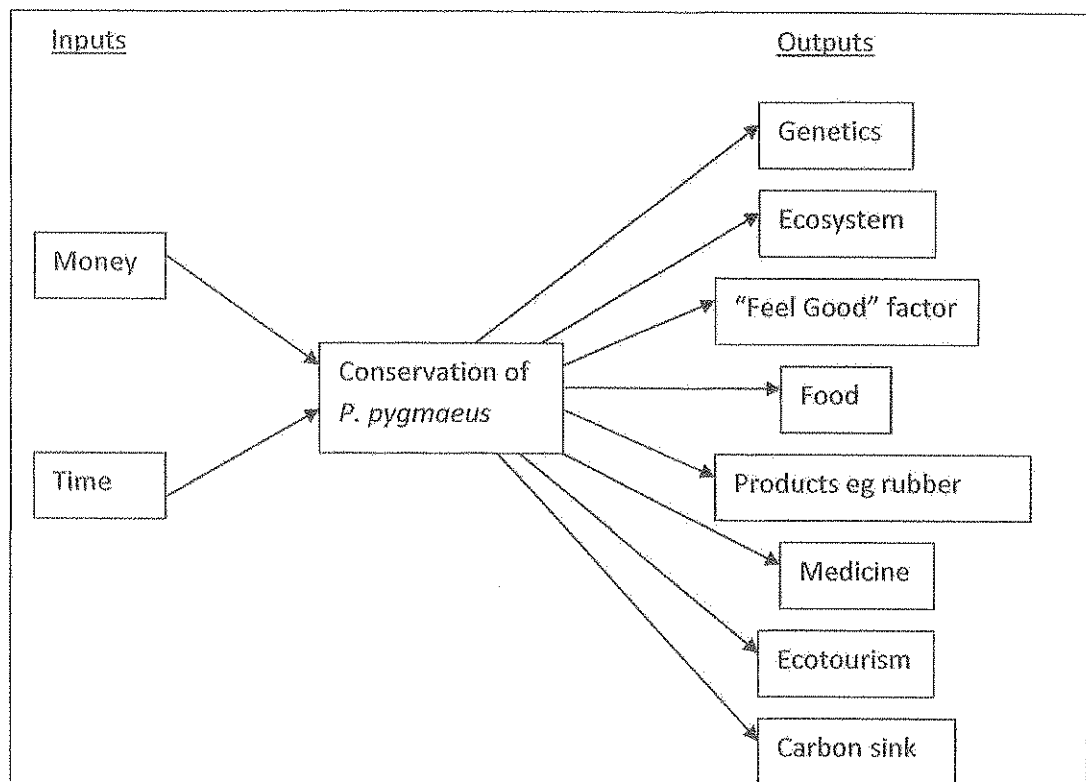 Inputs
Outputs
Genetics
Ecosystem
Money
"Feel Good" factor
Conservation of
P. pygmaeus
Food
Time
Products eg rubber
Medicine
Ecotourism
Carbon sink